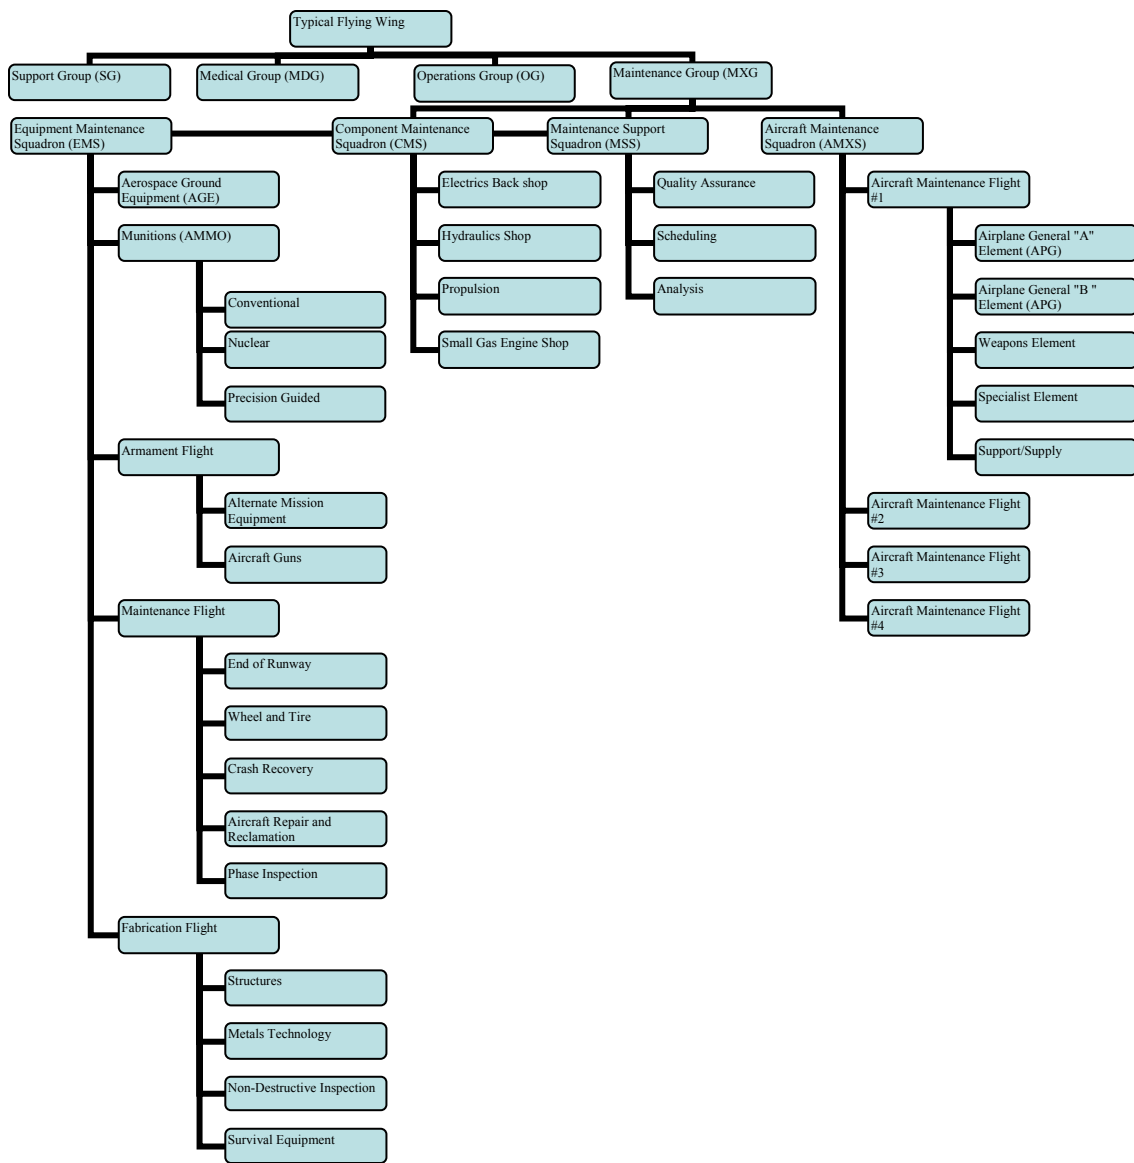 Typical Flying Wing
Support Group (SG)
Medical Group (MDG)
Operations Group (OG)
Maintenance Group (MXG
Equipment Maintenance
Squadron (EMS)
Component Maintenance
Squadron (CMS)
Maintenance Support
Squadron (MSS)
Aircraft Maintenance
Squadron (AMXS)
Aerospace Ground
Equipment (AGE)
Munitions (AMMO)
Conventional
Nuclear
Precision Guided
Armament Flight
Alternate Mission
Equipment
Aircraft Guns
Maintenance Flight
End of Runway
Wheel and Tire
Crash Recovery
Aircraft Repair and
Reclamation
Phase Inspection
Fabrication Flight
Structures
Metals Technology
Non-Destructive Inspection
Survival Equipment
Electrics Back shop
Hydraulics Shop
Propulsion
Small Gas Engine Shop
Quality Assurance
Scheduling
Analysis
Aircraft Maintenance Flight
#1
Airplane General "A"
Element (APG)
Airplane General "B "
Element (APG)
Weapons Element
Specialist Element
Support/Supply
Aircraft Maintenance Flight
#2
Aircraft Maintenance Flight
#3
Aircraft Maintenance Flight
#4